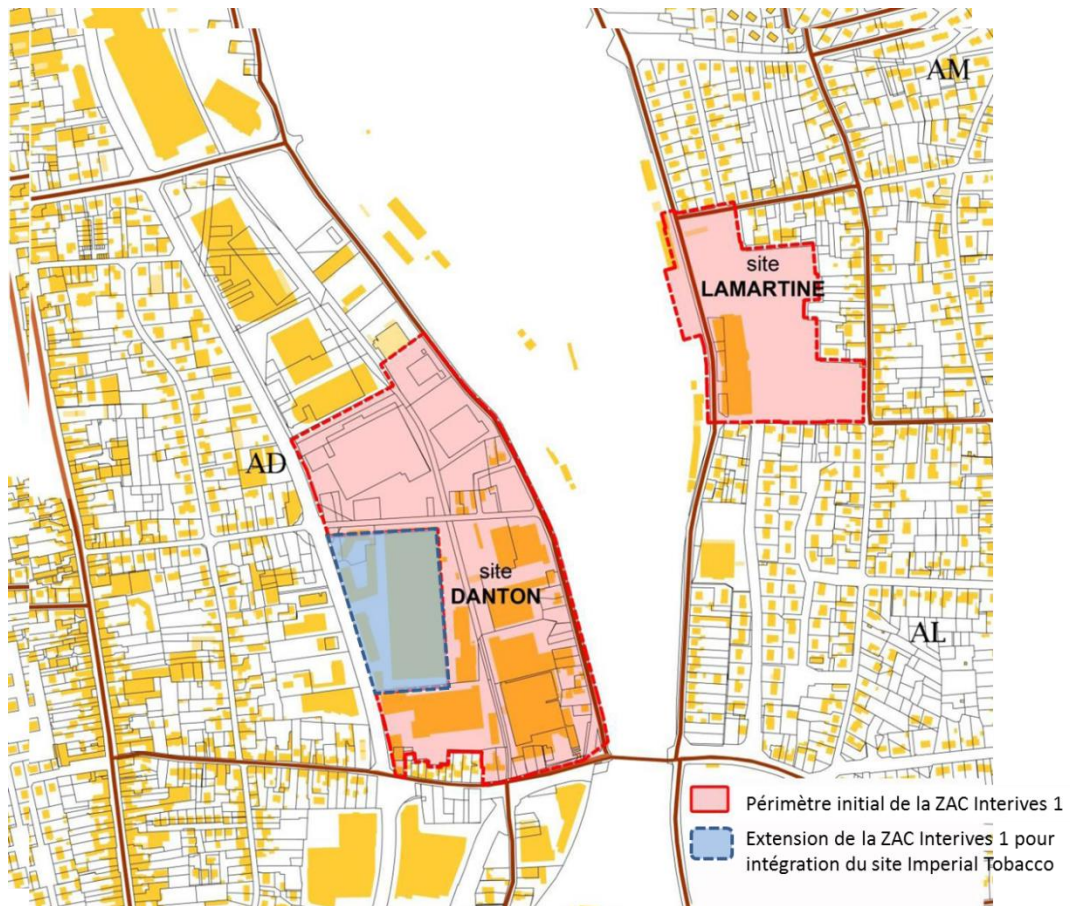 AM
site
LAMARTINE
AD
site
DANTON
AL
Périmètre initial de la ZAC Interives 1
Extension de la ZAC Interives 1 pour
intégration du site Imperial Tobacco